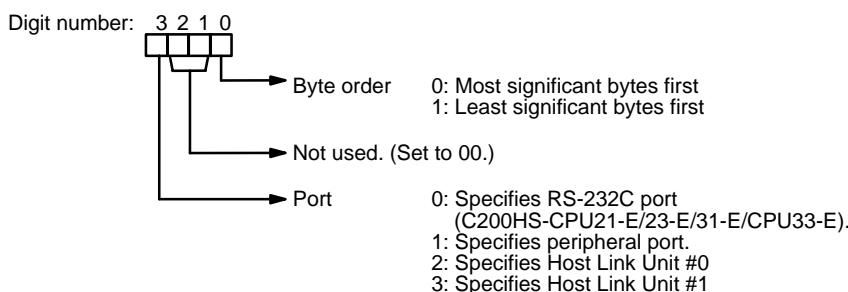 Digit number: 3 2 1 0
Byte order 0: Most significant bytes first
1: Least significant bytes first
Not used. (Set to 00.)
Port 0: Specifies RS-232C port
(C200HS-CPU21-E/23-E/31-E/CPU33-E).
1: Specifies peripheral port.
2: Specifies Host Link Unit #0
3: Specifies Host Link Unit #1